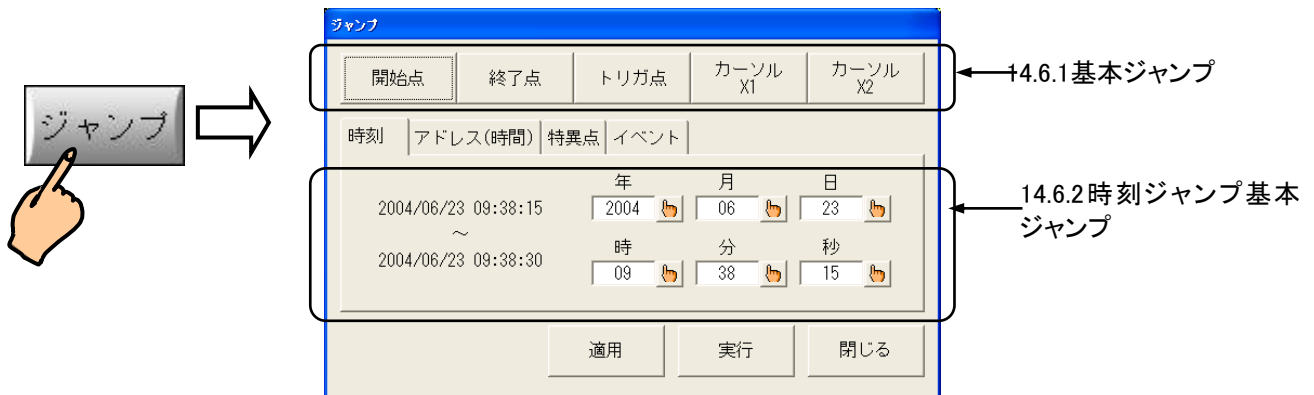 ジャンプ
ジャンプ
開始点 終了点 トリガ点 カーソル X1 カーソル X2
14.6.1基本ジャンプ
時刻 アドレス(時間) 特異点 イベント
年 月 日
2004/06/23 09:38:15 2004 06 23
～
時 分 秒
2004/06/23 09:38:30 09 38 15
14.6.2時刻ジャンプ基本
ジャンプ
適用 実行 閉じる